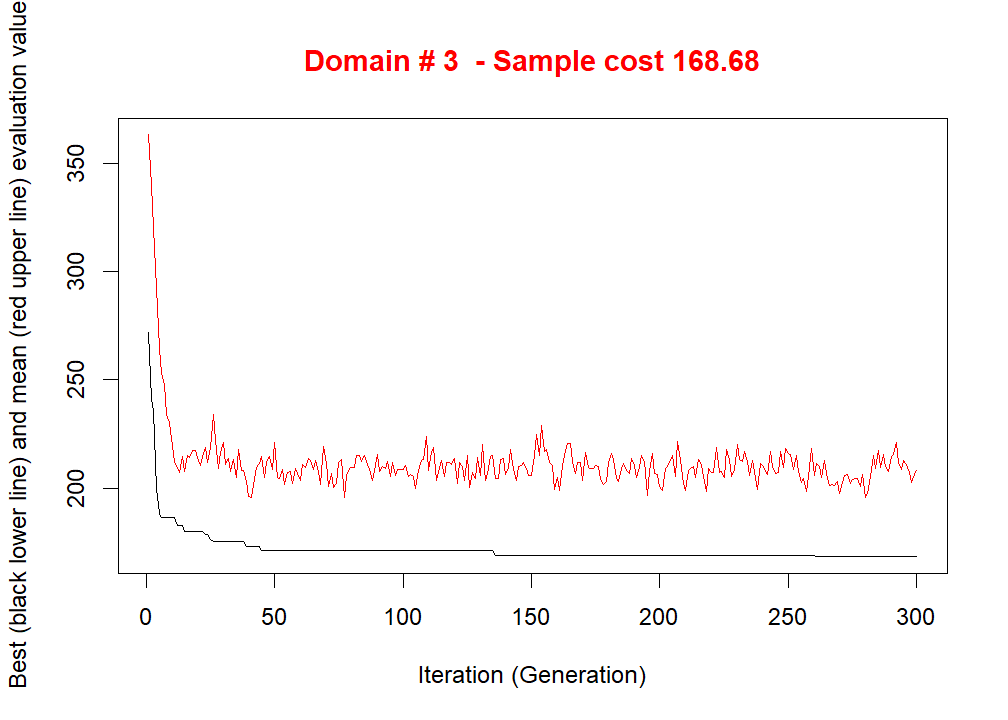 Domain # 3  - Sample cost 168.68
Best (black lower line) and mean (red upper line) evaluation value
350
300
250
200
0 50 100 150 200 250 300
Iteration (Generation)